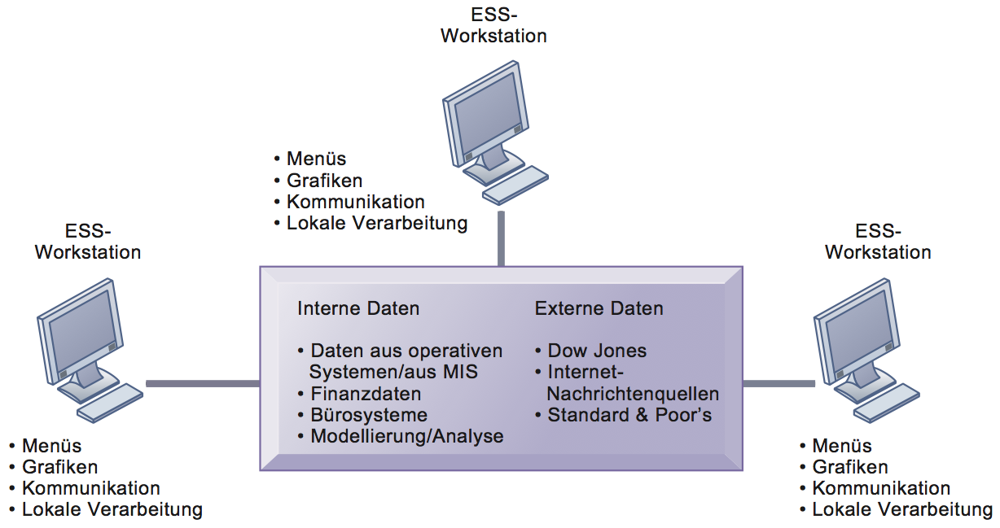 ESS-
Workstation
• Menüs
• Grafiken
• Kommunikation
• Lokale Verarbeitung
ESS-
Workstation
• Menüs
• Grafiken
• Kommunikation
• Lokale Verarbeitung
Interne Daten
• Daten aus operativen
Systemen/aus MIS
• Finanzdaten
• Bürosysteme
• Modellierung/Analyse
Externe Daten
• Dow Jones
• Internet-
Nachrichtenquellen
• Standard & Poor’s
ESS-
Workstation
• Menüs
• Grafiken
• Kommunikation
• Lokale Verarbeitung